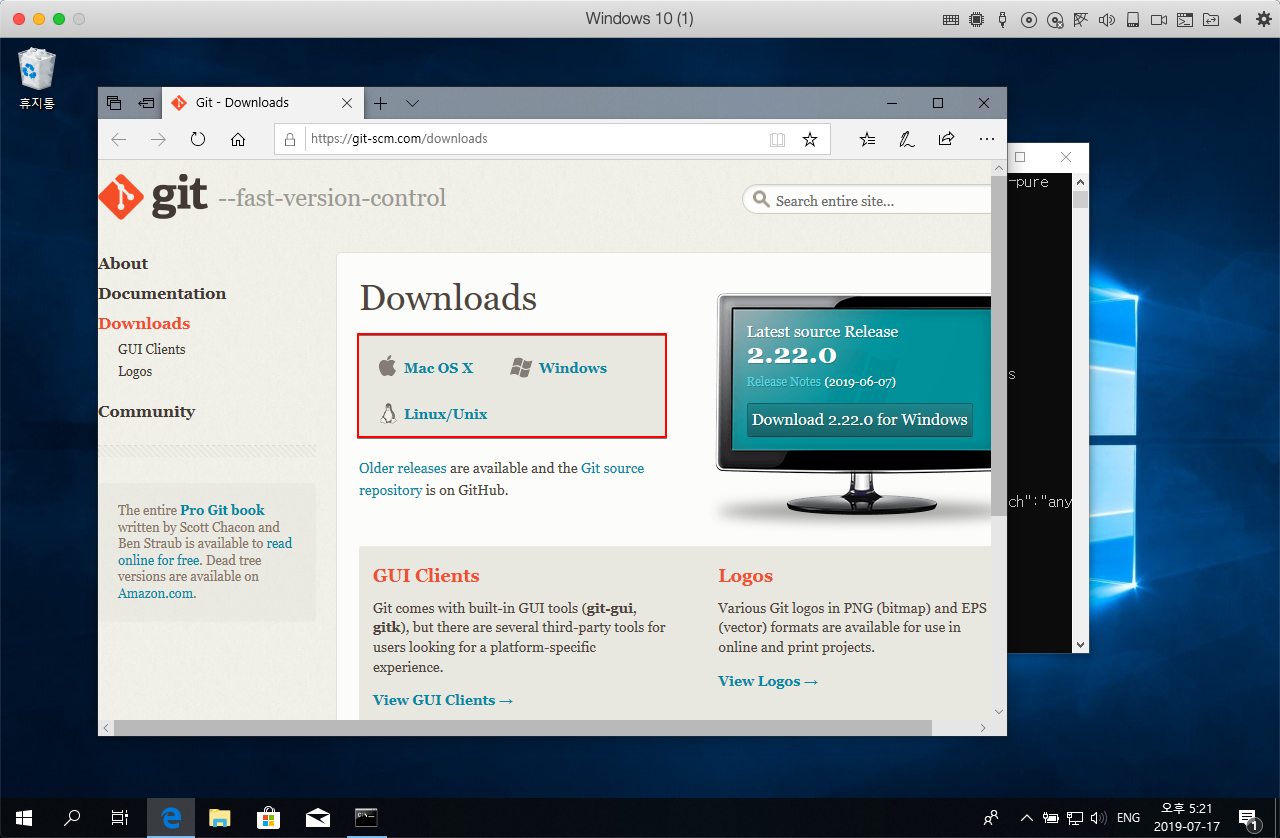 Windows 10 (1)
휴지통
Git - Downloads
https://git-scm.com/downloads
git --fast-version-control
Search entire site...
About
Documentation
Downloads
GUI Clients
Logos
Community
The entire Pro Git book
written by Scott Chacon and
Ben Straub is available to read
online for free. Dead tree
versions are available on
Amazon.com.
Downloads
Mac OS X
Windows
Linux/Unix
Older releases are available and the Git source
repository is on GitHub.
Latest source Release
2.22.0
Release Notes (2019-06-07)
Download 2.22.0 for Windows
GUI Clients
Git comes with built-in GUI tools (git-gui,
gitk), but there are several third-party tools for
users looking for a platform-specific
experience.
View GUI Clients →
Logos
Various Git logos in PNG (bitmap) and EPS
(vector) formats are available for use in
online and print projects.
View Logos →
-pure
s
ch":"any
ENG
오후 5:21
2019-07-17
1